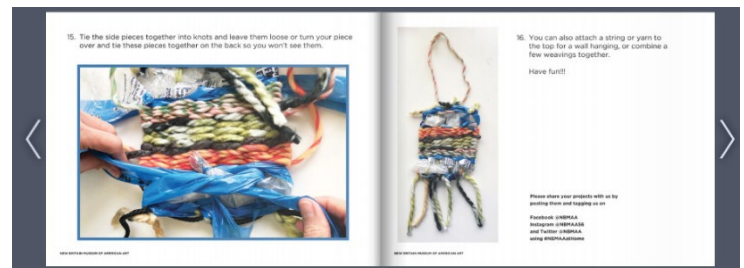 15. Tie the side pieces together into knots and leave them loose or turn your piece
over and tie these pieces together on the back so you won't see them.
NEW BRITAIN MUSEUM OF AMERICAN ART
16. You can also attach a string or yarn to
the top for a wall hanging, or combine a
few weavings together.
Have fun!!!
Please share your projects with us by
posting them and tagging us on
Facebook @NBMAA
Instagram @NBMAA56
and Twitter @NBMAA
using #NBMAAatHome
NEW BRITAIN MUSEUM OF AMERICAN ART